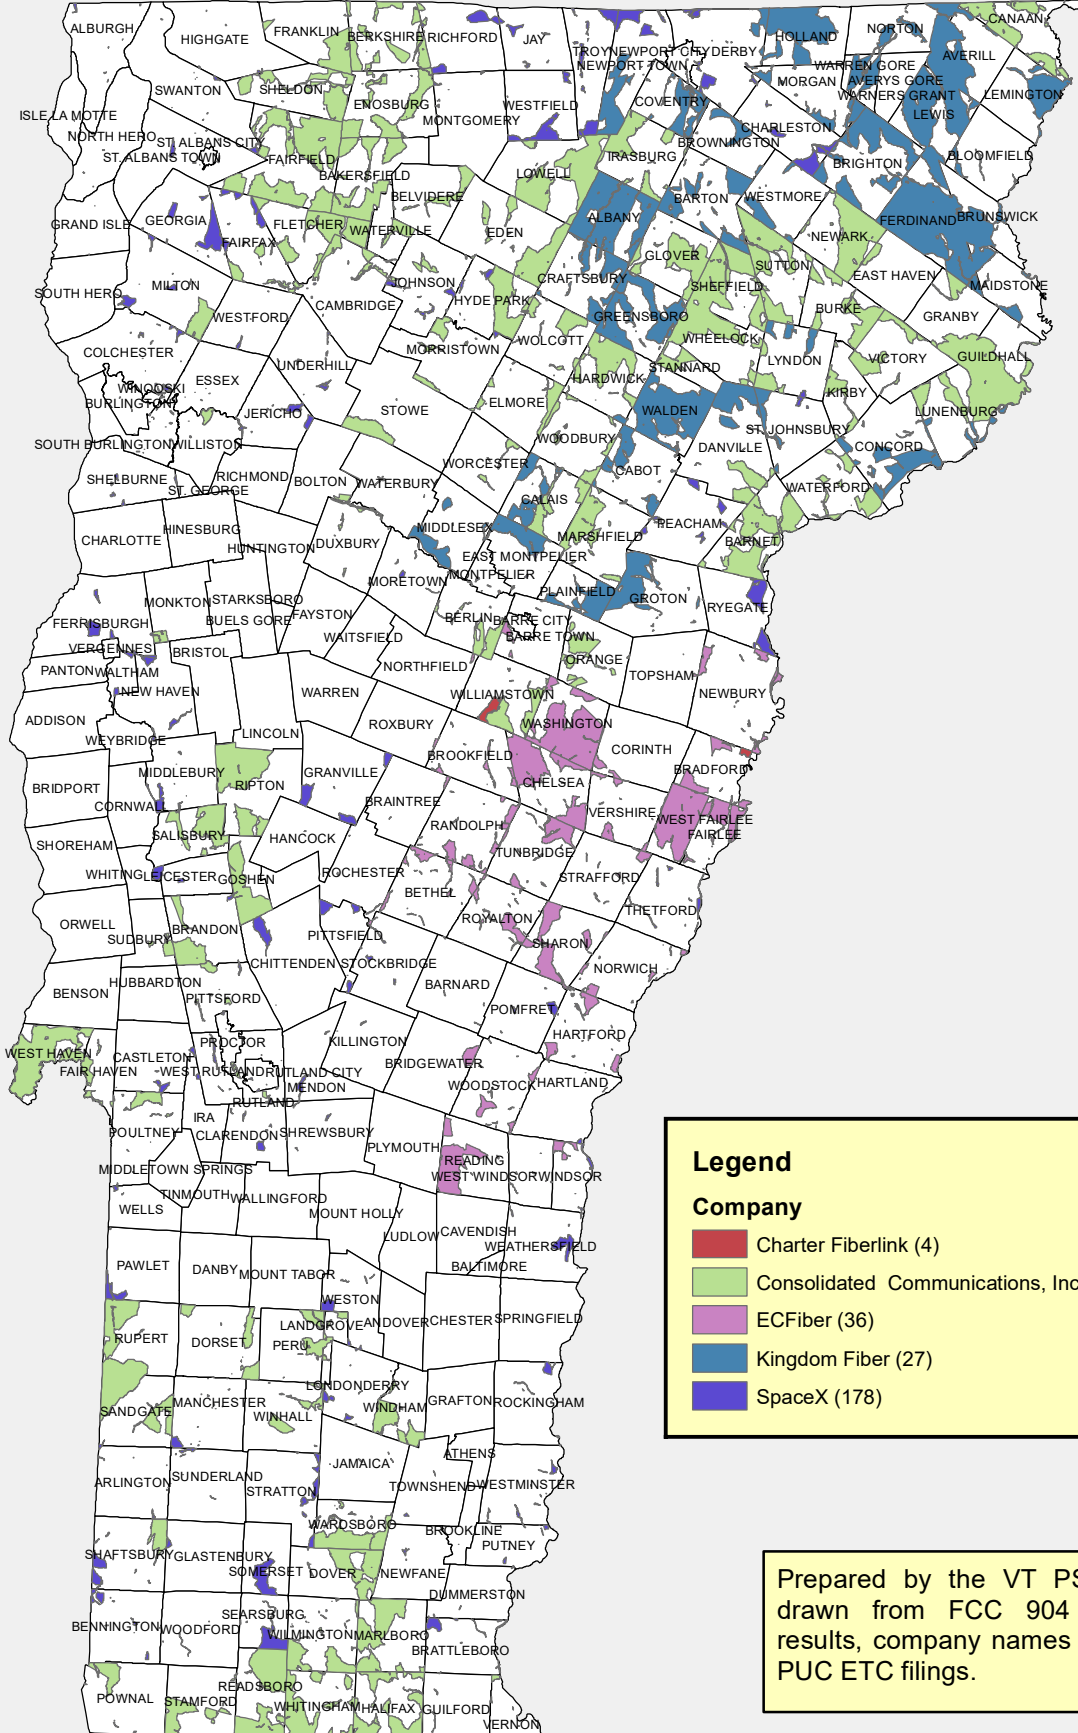 ALBURGH
HIGHGATE
FRANKLIN
BERKSHIRE
RICHFORD
JAY
TROY
NEWPORT CITY
DERBY
HOLLAND
NORTON
CANAAN
NEWPORT TOWN
WARREN GORE
AVERILL
SWANTON
SHELDON
ENOSBURG
MONTGOMERY
WESTFIELD
COVENTRY
MORGAN
AVERYS GORE
WARNERS GRANT
LEWIS
LEMINGTON
ISLE LA MOTTE
NORTH HERO
ST. ALBANS CITY
ST. ALBANS TOWN
FAIRFIELD
BAKERSFIELD
LOWELL
IRASBURG
BROWNINGTON
CHARLESTON
BRIGHTON
BLOOMFIELD
GRAND ISLE
GEORGIA
FAIRFAX
FLETCHER
WATERVILLE
BELVIDERE
EDEN
ALBANY
BARTON
WESTMORE
NEWARK
FERDINAND
BRUNSWICK
SOUTH HERO
MILTON
WESTFORD
CAMBRIDGE
JOHNSON
HYDE PARK
CRAFTSBURY
GLOVER
SHEFFIELD
SUTTON
EAST HAVEN
MAIDSTONE
COLCHESTER
ESSEX
UNDERHILL
MORRISTOWN
WOLCOTT
GREENSBORO
WHEELOCK
BURKE
GRANBY
WINOOSKI
BURLINGTON
JERICHO
STOWE
ELMORE
HARDWICK
STANNARD
LYNDON
VICTORY
GUILDHALL
KIRBY
LUNENBURG
SOUTH BURLINGTON
WILLISTON
WOODBURY
WALDEN
DANVILLE
ST. JOHNSBURY
CONCORD
SHELBURNE
RICHMOND
ST. GEORGE
BOLTON
WATERBURY
WORCESTER
CABOT
WATERFORD
CALAIS
CHARLOTTE
HINESBURG
HUNTINGTON
DUXBURY
MIDDLESEX
EAST MONTPELIER
MARSHFIELD
PEACHAM
BARNET
MORETOWN
MONTPELIER
PLAINFIELD
GROTON
RYEGATE
MONKTON
STARKSBORO
BUELS GORE
FAYSTON
WAITSFIELD
BERLIN
BARRE CITY
BARRE TOWN
FERRISBURGH
VERGENNES
BRISTOL
NORTHFIELD
ORANGE
TOPSHAM
NEWBURY
PANTON
WALTHAM
NEW HAVEN
WARREN
WILLIAMSTOWN
WASHINGTON
ADDISON
WEYBRIDGE
LINCOLN
ROXBURY
BROOKFIELD
CORINTH
BRADFORD
BRIDPORT
MIDDLEBURY
RIPTON
GRANVILLE
BRAINTREE
CHELSEA
CORNWALL
RANDOLPH
VERSHIRE
WEST FAIRLEE
FAIRLEE
SHOREHAM
SALISBURY
HANCOCK
TUNBRIDGE
WHITING
LEICESTER
GOSHEN
ROCHESTER
BETHEL
STRAFFORD
ORWELL
SUDBURY
BRANDON
PITTSFIELD
ROYALTON
THETFORD
SHARON
CHITTENDEN
STOCKBRIDGE
NORWICH
BENSON
HUBBARDTON
PITTSFORD
BARNARD
POMFRET
HARTFORD
WEST HAVEN
FAIR HAVEN
CASTLETON
PROCTOR
WEST RUTLAND
RUTLAND CITY
MENDON
KILLINGTON
BRIDGEWATER
WOODSTOCK
HARTLAND
RUTLAND
POULTNEY
IRA
CLARENDON
SHREWSBURY
PLYMOUTH
READING
WEST WINDSOR
WINDSOR
MIDDLETOWN SPRINGS
TINMOUTH
WALLINGFORD
WELLS
MOUNT HOLLY
LUDLOW
CAVENDISH
WEATHERSFIELD
BALTIMORE
PAWLET
DANBY
MOUNT TABOR
WESTON
LANDGROVE
ANDOVER
CHESTER
SPRINGFIELD
RUPERT
DORSET
PERU
LONDONDERRY
WINDHAM
GRAFTON
ROCKINGHAM
SANDGATE
MANCHESTER
WINHALL
ATHENS
JAMAICA
ARLINGTON
SUNDERLAND
STRATTON
TOWNSHEND
WESTMINSTER
WARDSBORO
BROOKLINE
PUTNEY
SHAFTSBURY
GLASTENBURY
SOMERSET
DOVER
NEWFANE
DUMMERSTON
BENNINGTON
WOODFORD
SEARSBURG
WILMINGTON
MARLBORO
BRATTLEBORO
POWNAL
STAMFORD
READSBORO
WHITINGHAM
HALIFAX
GUILFORD
VERNON
Legend
Company
Charter Fiberlink (4)
Consolidated Communications, Inc
ECFiber (36)
Kingdom Fiber (27)
SpaceX (178)
Prepared by the VT PS
drawn from FCC 904
results, company names
PUC ETC filings.